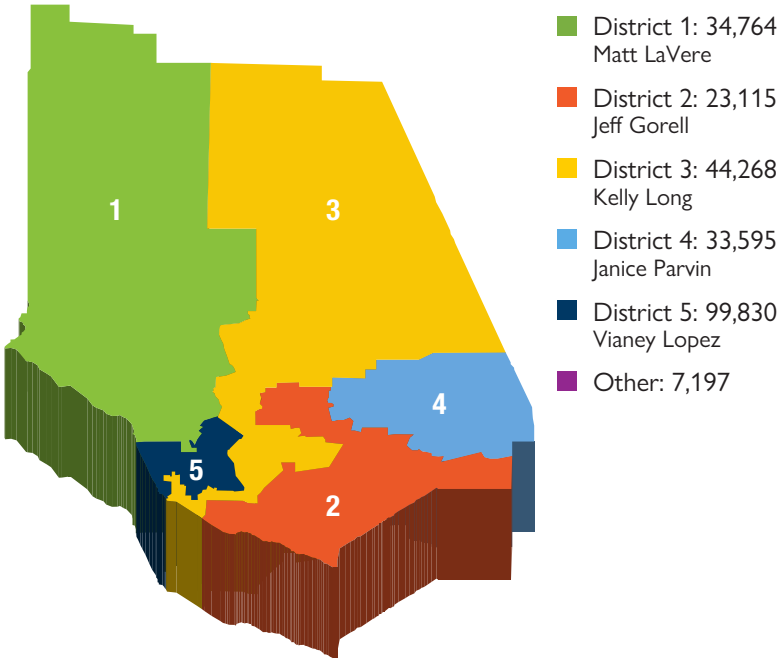 District 1: 34,764
Matt LaVere
District 2: 23,115
Jeff Gorell
District 3: 44,268
Kelly Long
District 4: 33,595
Janice Parvin
District 5: 99,830
Vianey Lopez
Other: 7,197
1
3
4
5
2